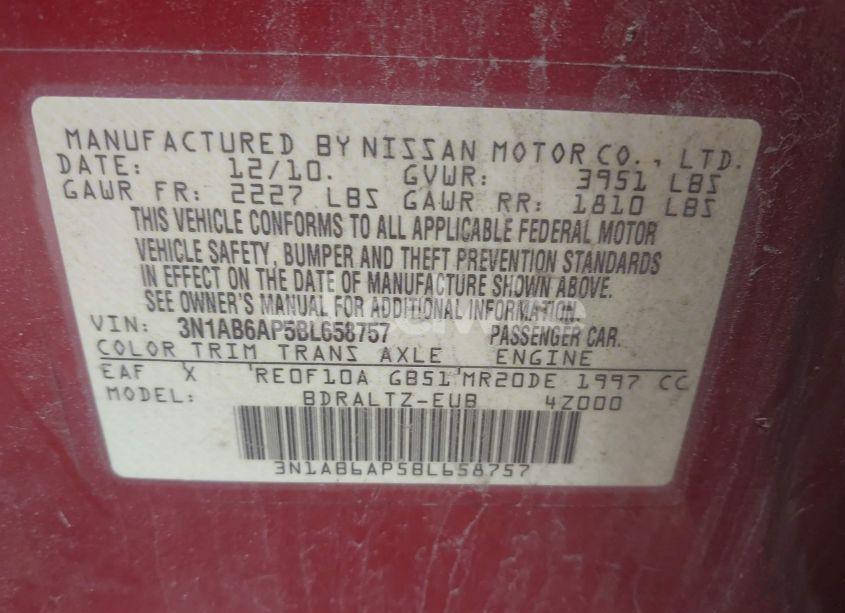 MANUFACTURED BY NISSAN MOTOR CO., LTD.
DATE: 12/10. GVWR: 3951 LBS
GAWR FR: 2227 LBS GAWR RR: 1810 LBS
THIS VEHICLE CONFORMS TO ALL APPLICABLE FEDERAL MOTOR
VEHICLE SAFETY, BUMPER AND THEFT PREVENTION STANDARDS
IN EFFECT ON THE DATE OF MANUFACTURE SHOWN ABOVE.
SEE OWNER'S MANUAL FOR ADDITIONAL INFORMATION.
VIN: 3N1AB6AP5BL658757 PASSENGER CAR.
COLOR TRIM TRANS AXLE ENGINE
EAF X RE0F10A GB51 MR20DE 1997 CC
MODEL: BDRALTZ-EUB 4Z000
3N1AB6AP5BL658757